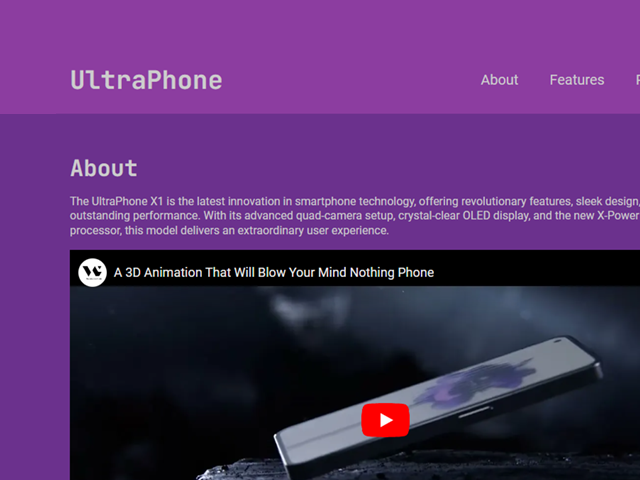 UltraPhone
About
Features
About
The UltraPhone X1 is the latest innovation in smartphone technology, offering revolutionary features, sleek design,
outstanding performance. With its advanced quad-camera setup, crystal-clear OLED display, and the new X-Power
processor, this model delivers an extraordinary user experience.
A 3D Animation That Will Blow Your Mind Nothing Phone